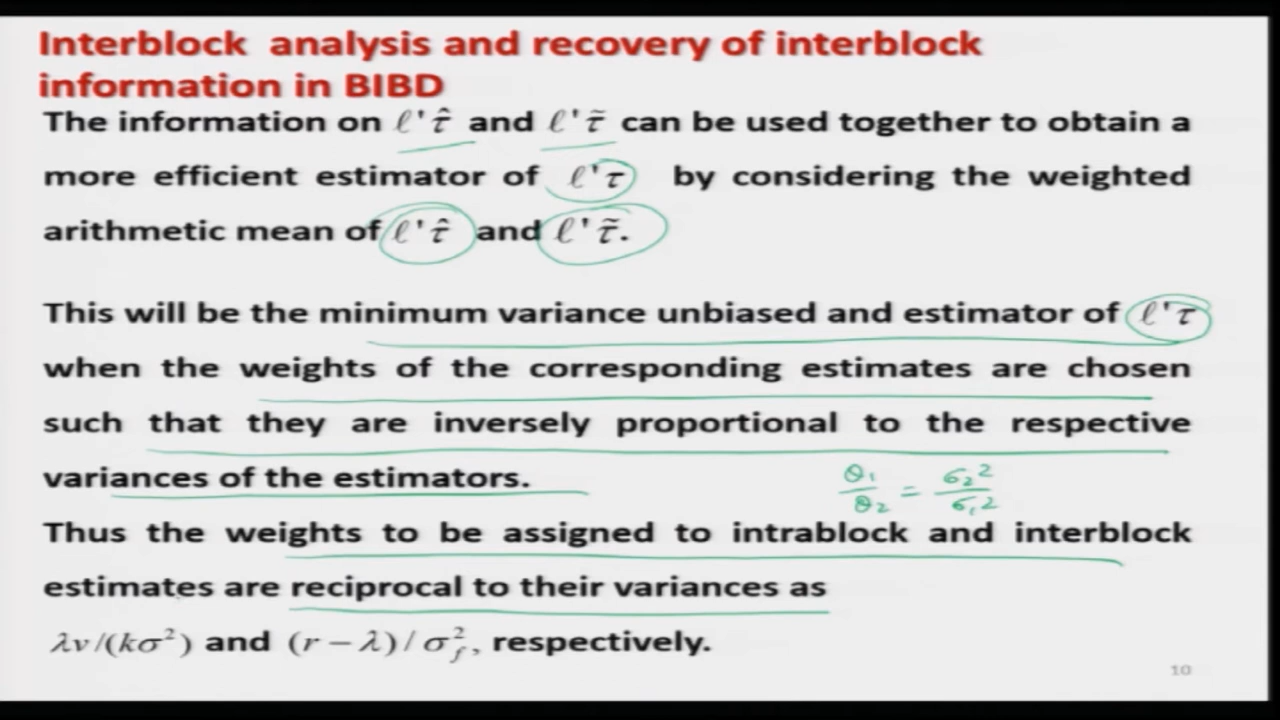 Interblock analysis and recovery of interblock
information in BIBD
The information on ℓ'τ̂ and ℓ'τ̃ can be used together to obtain a
more efficient estimator of ℓ'τ by considering the weighted
arithmetic mean of ℓ'τ̂ and ℓ'τ̃.
This will be the minimum variance unbiased and estimator of ℓ'τ
when the weights of the corresponding estimates are chosen
such that they are inversely proportional to the respective
variances of the estimators.
θ₁/θ₂ = σ₂²/σ₁²
Thus the weights to be assigned to intrablock and interblock
estimates are reciprocal to their variances as
λv/(kσ²) and (r − λ)/σ_f², respectively.
10